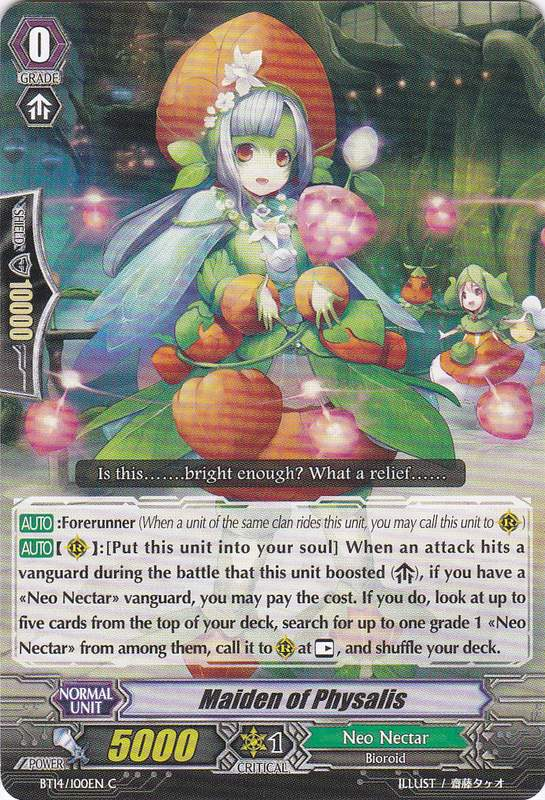 0
GRADE
SHIELD 10000
Is this.......bright enough? What a relief......
AUTO :Forerunner (When a unit of the same clan rides this unit, you may call this unit to R)
AUTO 【R】:[Put this unit into your soul] When an attack hits a
vanguard during the battle that this unit boosted ( ), if you have a
«Neo Nectar» vanguard, you may pay the cost. If you do, look at up to
five cards from the top of your deck, search for up to one grade 1 «Neo
Nectar» from among them, call it to R at , and shuffle your deck.
NORMAL
UNIT
Maiden of Physalis
POWER
5000
1
CRITICAL
Neo Nectar
Bioroid
BT14/100EN C
ILLUST / 齋藤タケオ